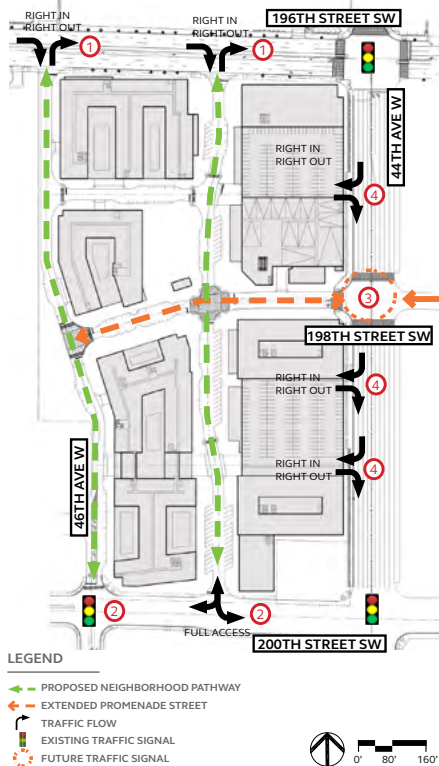 RIGHT IN
RIGHT OUT
1
RIGHT IN
RIGHT OUT
1
196TH STREET SW
44TH AVE W
RIGHT IN
RIGHT OUT
4
3
198TH STREET SW
RIGHT IN
RIGHT OUT
4
RIGHT IN
RIGHT OUT
4
46TH AVE W
2
2
FULL ACCESS
200TH STREET SW
LEGEND
PROPOSED NEIGHBORHOOD PATHWAY
EXTENDED PROMENADE STREET
TRAFFIC FLOW
EXISTING TRAFFIC SIGNAL
FUTURE TRAFFIC SIGNAL
0' 80' 160'